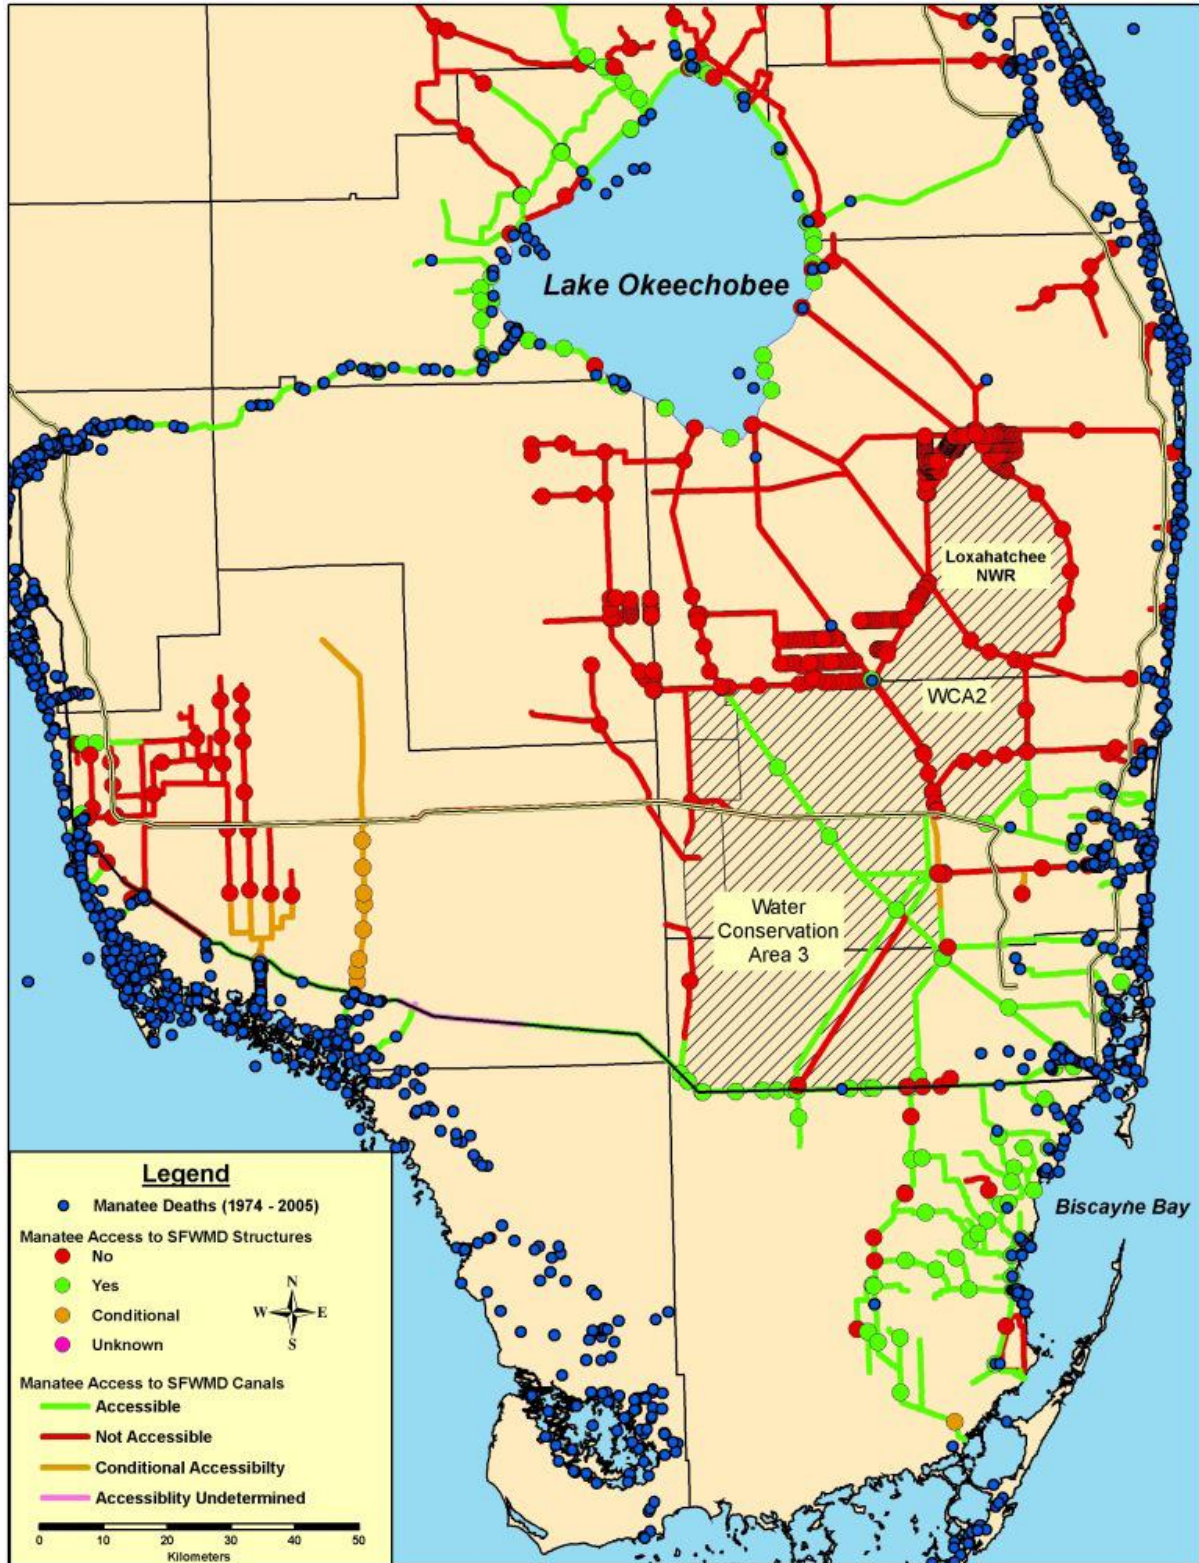 Lake Okeechobee
Loxahatchee
NWR
WCA2
Water
Conservation
Area 3
Biscayne Bay
Legend
Manatee Deaths (1974 - 2005)
Manatee Access to SFWMD Structures
No
Yes
Conditional
Unknown
N
W E
S
Manatee Access to SFWMD Canals
Accessible
Not Accessible
Conditional Accessibilty
Accessiblity Undetermined
0 10 20 30 40 50
Kilometers